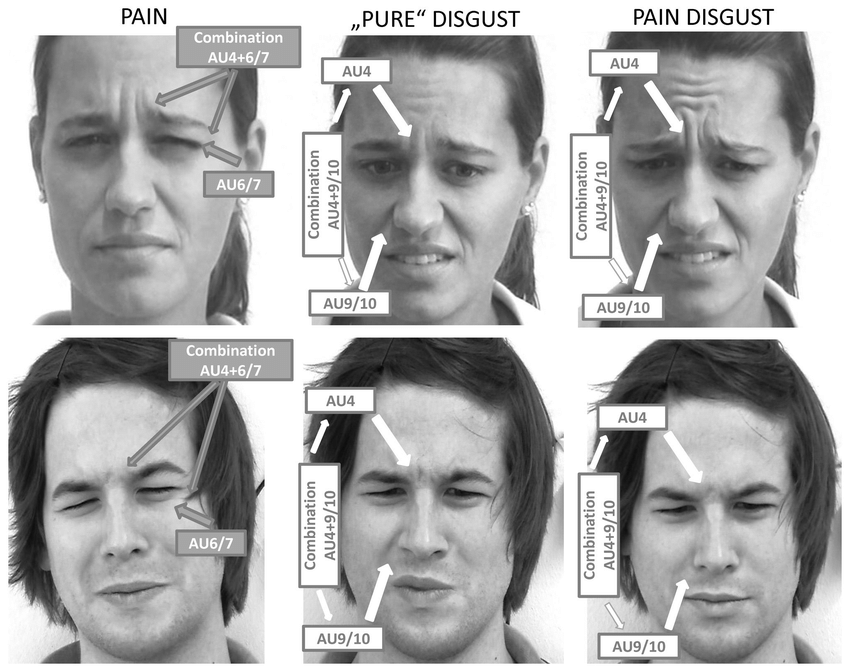 PAIN
„PURE“ DISGUST
PAIN DISGUST
Combination
AU4+6/7
AU6/7
AU4
Combination
AU4+9/10
AU9/10
AU4
Combination
AU4+9/10
AU9/10
Combination
AU4+6/7
AU6/7
AU4
Combination
AU4+9/10
AU9/10
AU4
Combination
AU4+9/10
AU9/10